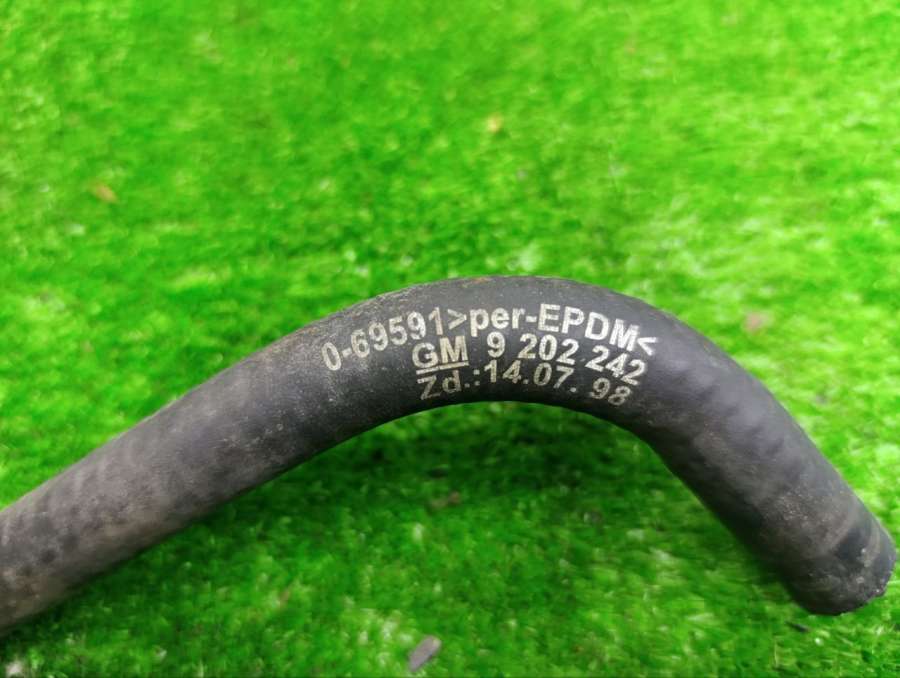 0-69591>per-EPDM<
GM 9 202 242
Zd.:14.07. 98